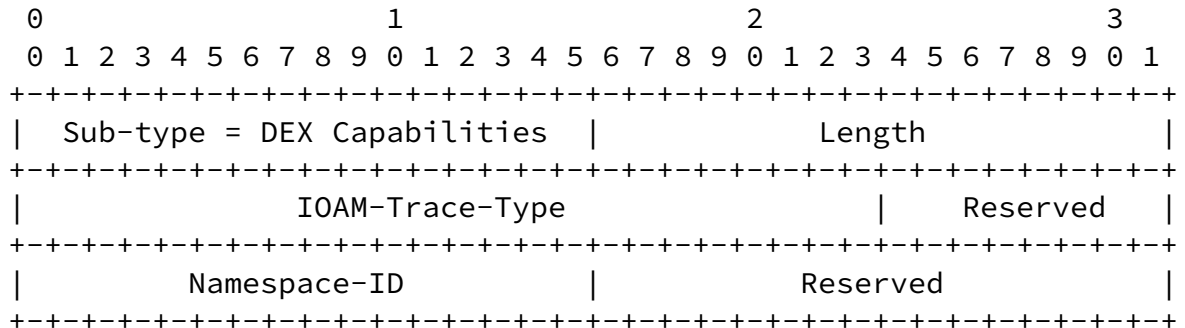 0                   1                   2                   3
 0 1 2 3 4 5 6 7 8 9 0 1 2 3 4 5 6 7 8 9 0 1 2 3 4 5 6 7 8 9 0 1
+-+-+-+-+-+-+-+-+-+-+-+-+-+-+-+-+-+-+-+-+-+-+-+-+-+-+-+-+-+-+-+-+
|  Sub-type = DEX Capabilities  |            Length             |
+-+-+-+-+-+-+-+-+-+-+-+-+-+-+-+-+-+-+-+-+-+-+-+-+-+-+-+-+-+-+-+-+
|               IOAM-Trace-Type                 |    Reserved   |
+-+-+-+-+-+-+-+-+-+-+-+-+-+-+-+-+-+-+-+-+-+-+-+-+-+-+-+-+-+-+-+-+
|         Namespace-ID          |           Reserved            |
+-+-+-+-+-+-+-+-+-+-+-+-+-+-+-+-+-+-+-+-+-+-+-+-+-+-+-+-+-+-+-+-+